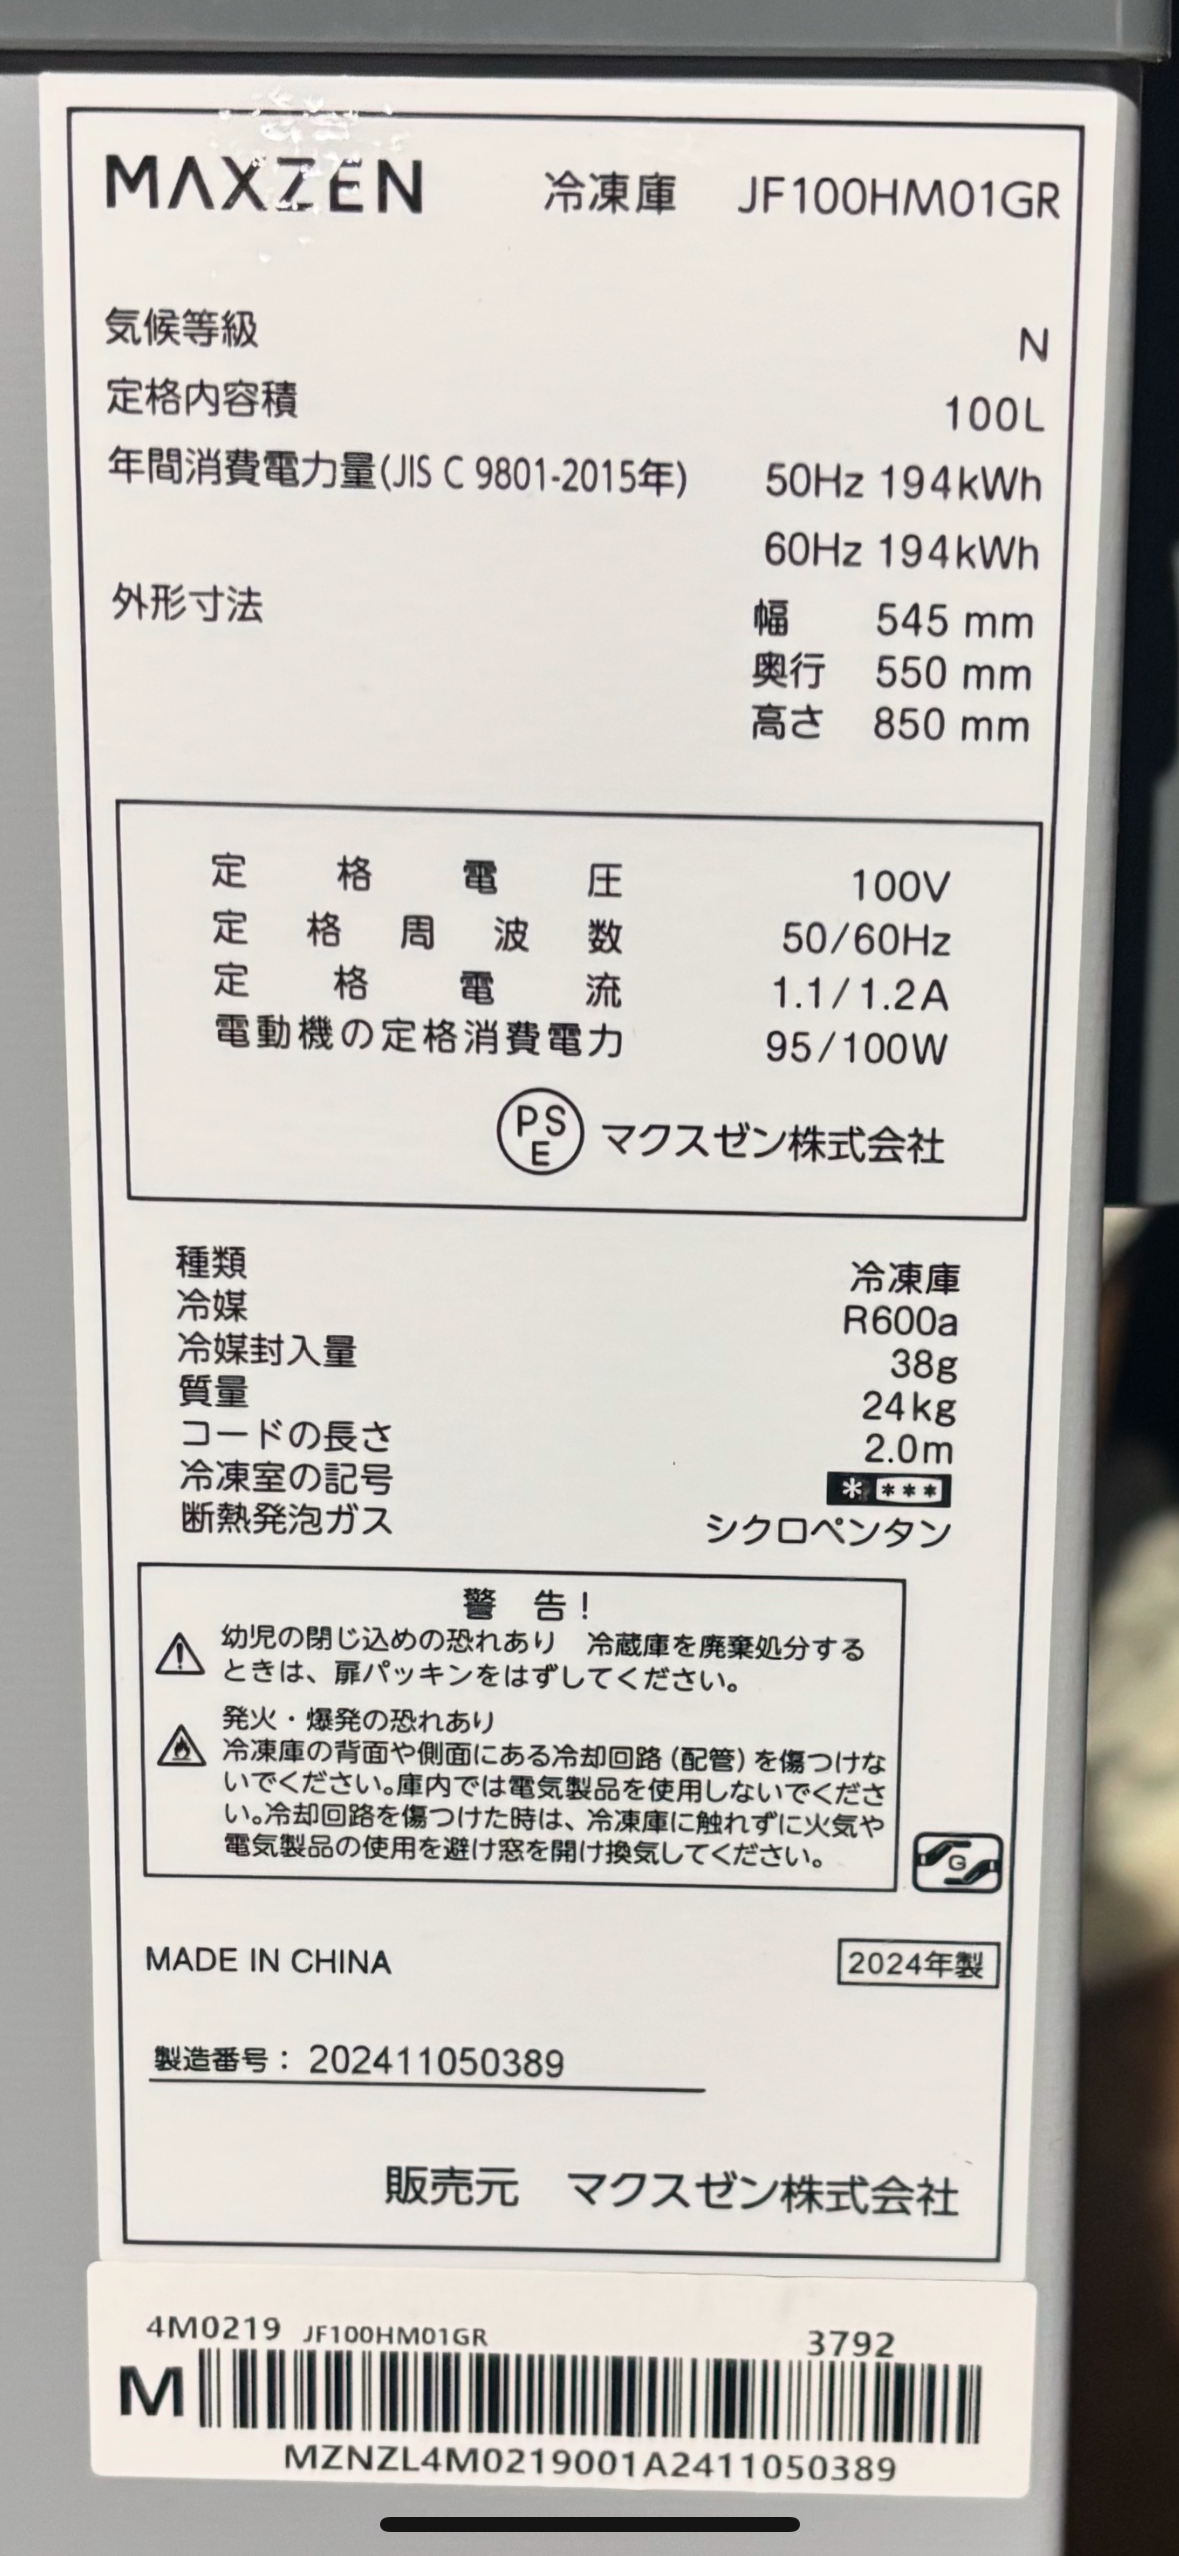 MAXZEN 冷凍庫 JF100HM01GR
気候等級 N
定格内容積 100L
年間消費電力量(JIS C 9801-2015年) 50Hz 194kWh
60Hz 194kWh
外形寸法 幅 545 mm
奥行 550 mm
高さ 850 mm
定格電圧 100V
定格周波数 50/60Hz
定格電流 1.1/1.2A
電動機の定格消費電力 95/100W
PSE マクスゼン株式会社
種類 冷凍庫
冷媒 R600a
冷媒封入量 38g
質量 24kg
コードの長さ 2.0m
冷凍室の記号 * ***
断熱発泡ガス シクロペンタン
警 告!
幼児の閉じ込めの恐れあり 冷蔵庫を廃棄処分する
ときは、扉パッキンをはずしてください。
発火・爆発の恐れあり
冷凍庫の背面や側面にある冷却回路(配管)を傷つけな
いでください。庫内では電気製品を使用しないでくださ
い。冷却回路を傷つけた時は、冷凍庫に触れずに火気や
電気製品の使用を避け窓を開け換気してください。
G
MADE IN CHINA 2024年製
製造番号: 202411050389
販売元 マクスゼン株式会社
4M0219 JF100HM01GR 3792
M
MZNZL4M0219001A2411050389